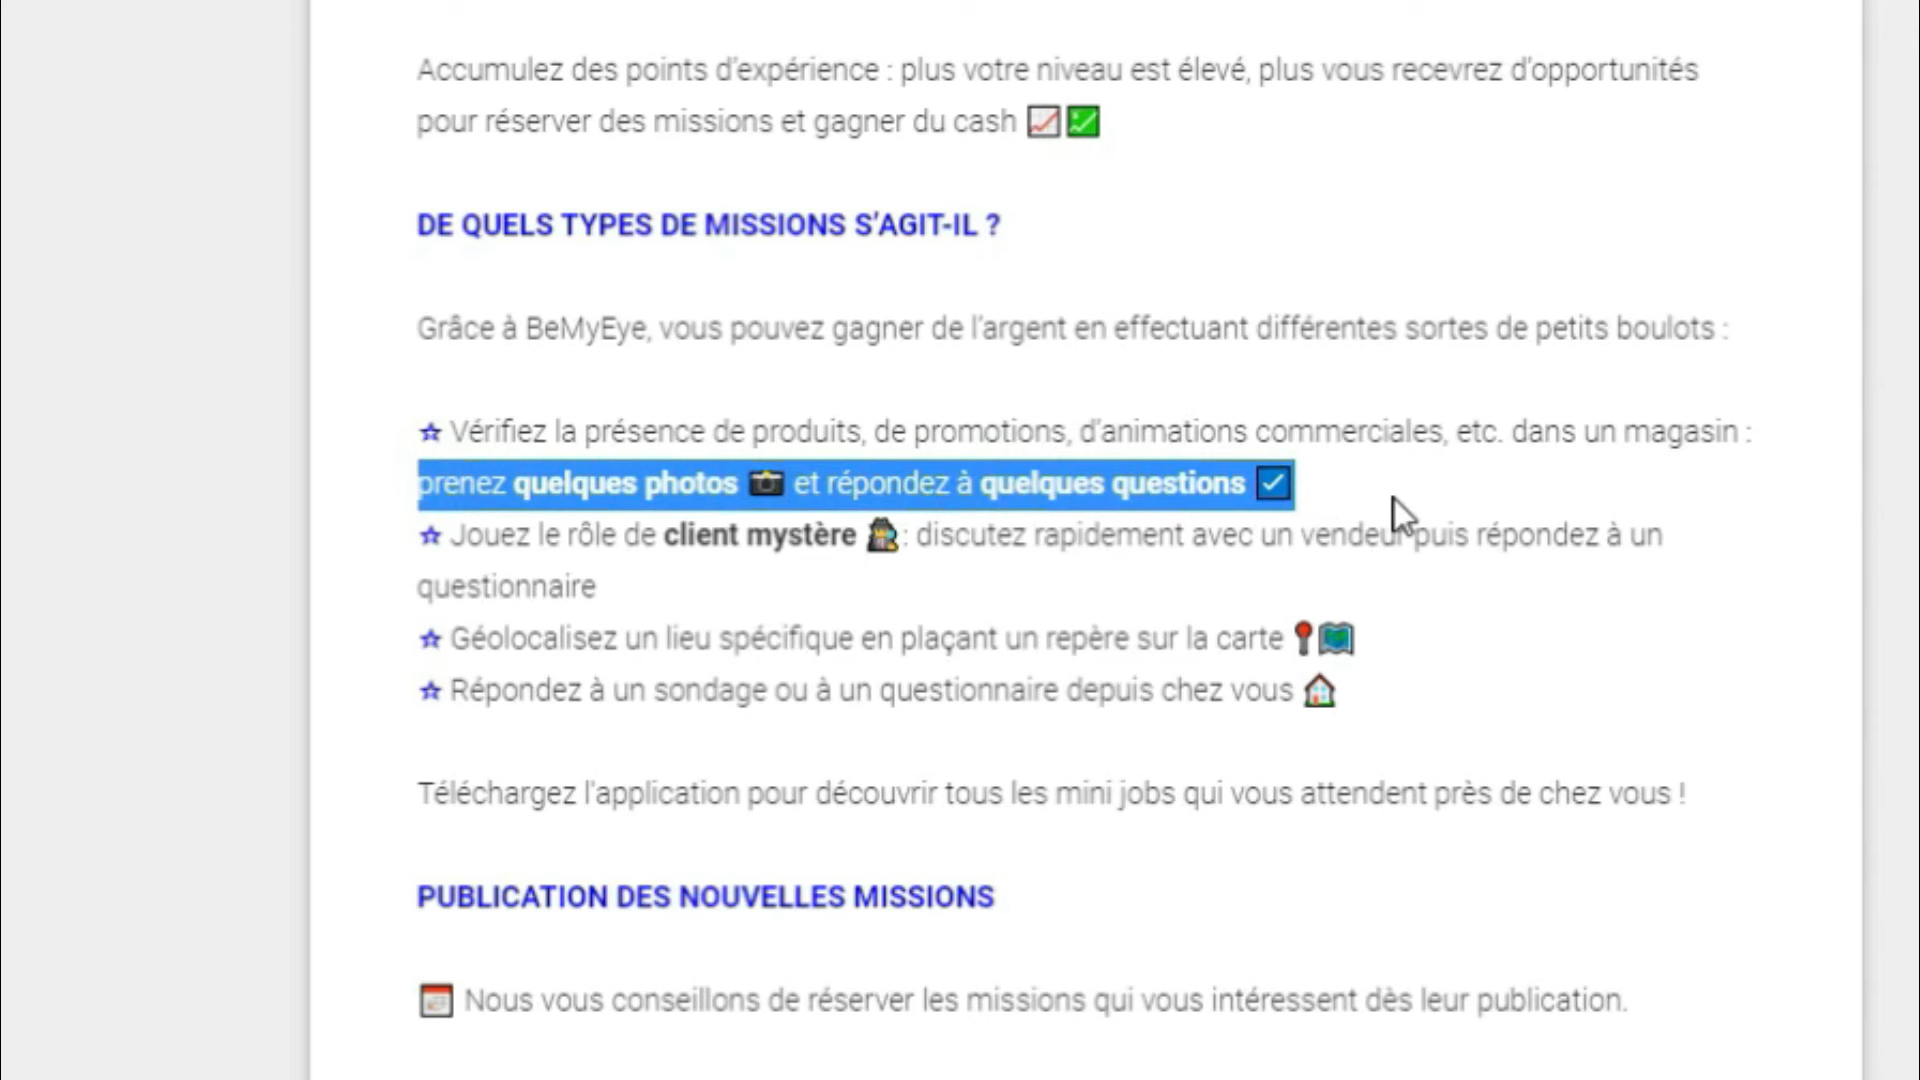 Accumulez des points d'expérience : plus votre niveau est élevé, plus vous recevrez d'opportunités
pour réserver des missions et gagner du cash 📈💹
DE QUELS TYPES DE MISSIONS S'AGIT-IL ?
Grâce à BeMyEye, vous pouvez gagner de l'argent en effectuant différentes sortes de petits boulots :
☆ Vérifiez la présence de produits, de promotions, d'animations commerciales, etc. dans un magasin :
prenez quelques photos 📷 et répondez à quelques questions ☑
☆ Jouez le rôle de client mystère 🕵: discutez rapidement avec un vendeur puis répondez à un
questionnaire
☆ Géolocalisez un lieu spécifique en plaçant un repère sur la carte 📍🗺
☆ Répondez à un sondage ou à un questionnaire depuis chez vous 🏠
Téléchargez l'application pour découvrir tous les mini jobs qui vous attendent près de chez vous !
PUBLICATION DES NOUVELLES MISSIONS
📅 Nous vous conseillons de réserver les missions qui vous intéressent dès leur publication.